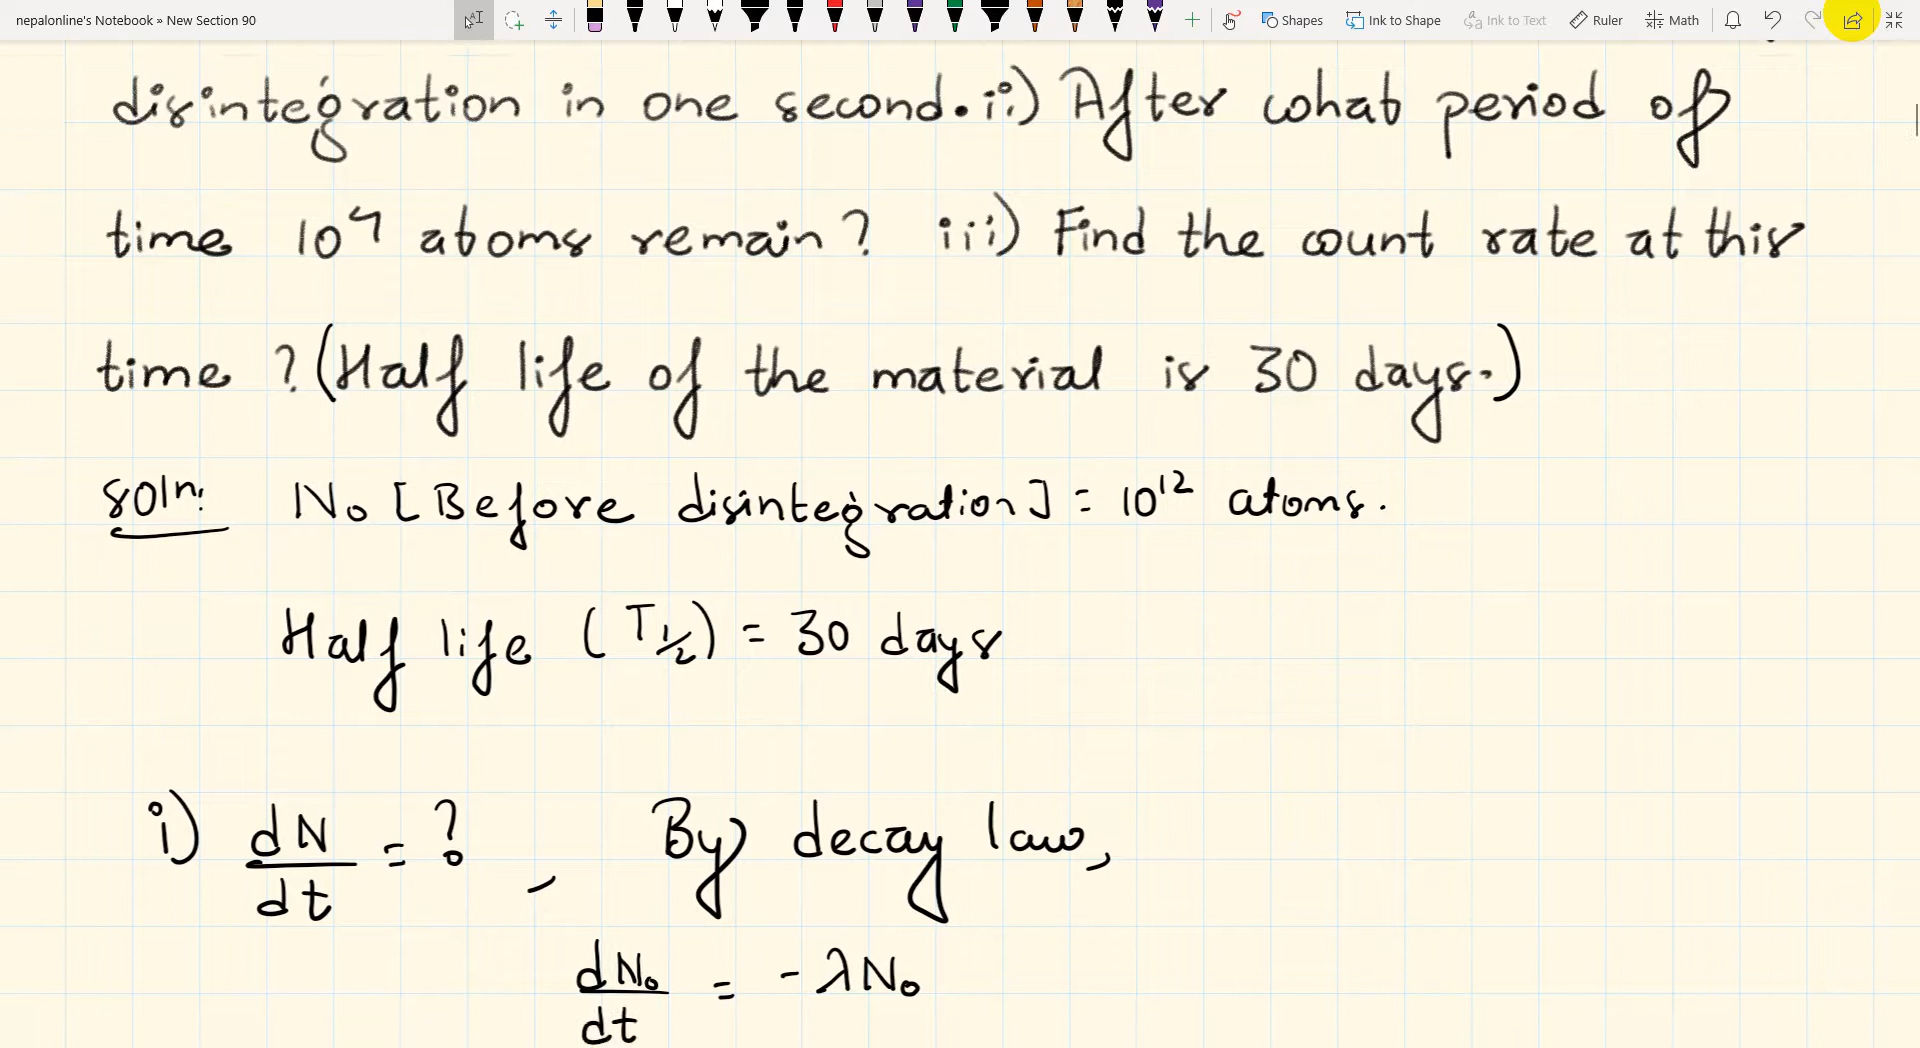 nepalonline's Notebook » New Section 90 Shapes Ink to Shape Ink to Text Ruler Math
disintegration in one second. ii) After what period of
time 10⁴ atoms remain? iii) Find the count rate at this
time ? (Half life of the material is 30 days.)
soln: N₀ [Before disintegration] = 10¹² atoms.
Half life (T½) = 30 days
i) dN/dt = ? , By decay law,
dN₀/dt = -λN₀